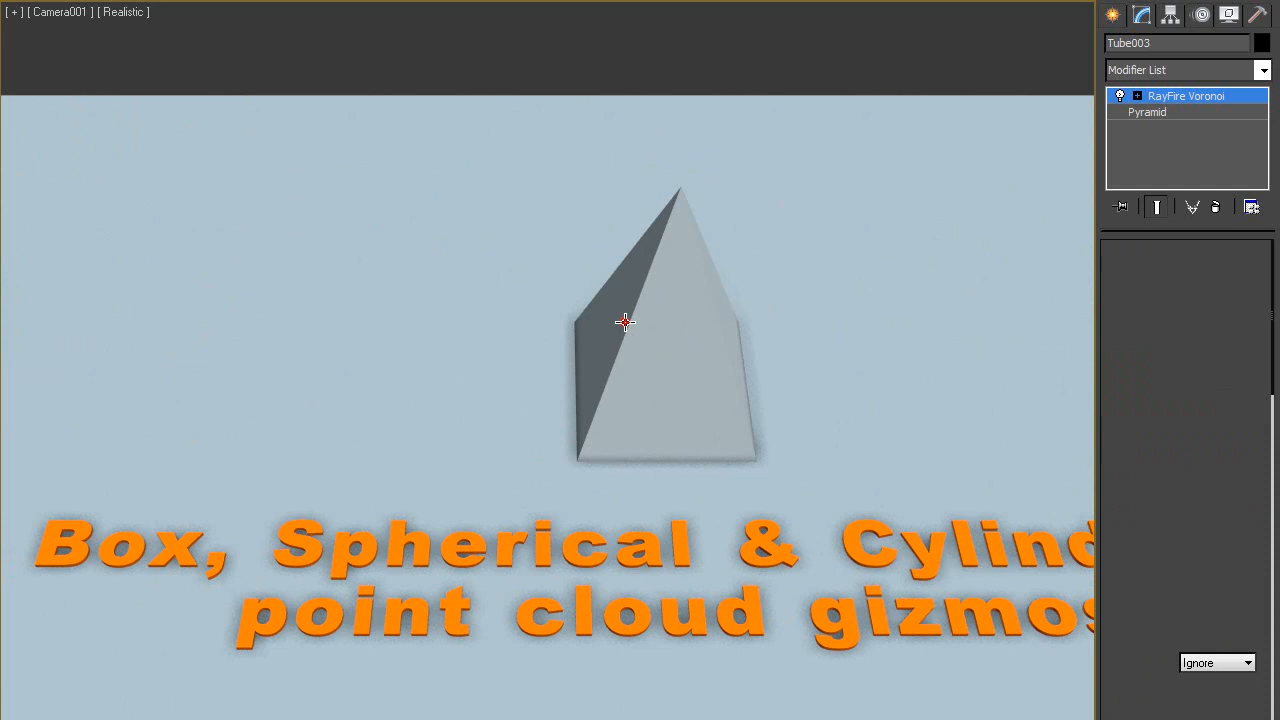 [ + ] [ Camera001 ] [ Realistic ]
Tube003
Modifier List
RayFire Voronoi
Pyramid
Box, Spherical & Cylind
point cloud gizmos
Ignore